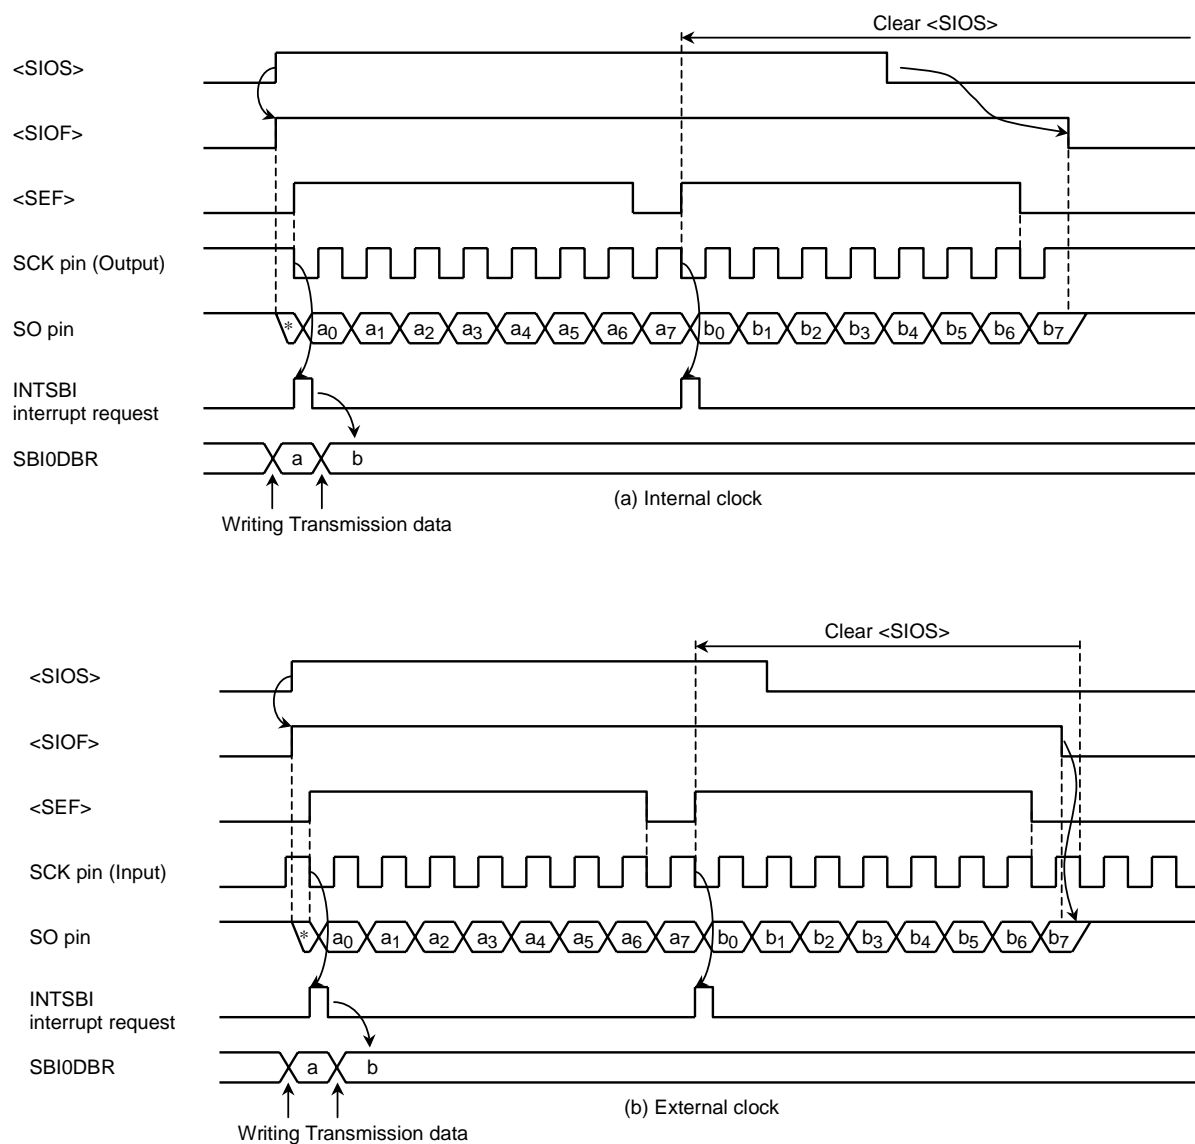 Clear <SIOS>
<SIOS>
<SIOF>
<SEF>
SCK pin (Output)
SO pin
* a0 a1 a2 a3 a4 a5 a6 a7 b0 b1 b2 b3 b4 b5 b6 b7
INTSBI
interrupt request
SBI0DBR
a b
(a) Internal clock
Writing Transmission data
Clear <SIOS>
<SIOS>
<SIOF>
<SEF>
SCK pin (Input)
SO pin
* a0 a1 a2 a3 a4 a5 a6 a7 b0 b1 b2 b3 b4 b5 b6 b7
INTSBI
interrupt request
SBI0DBR
a b
(b) External clock
Writing Transmission data